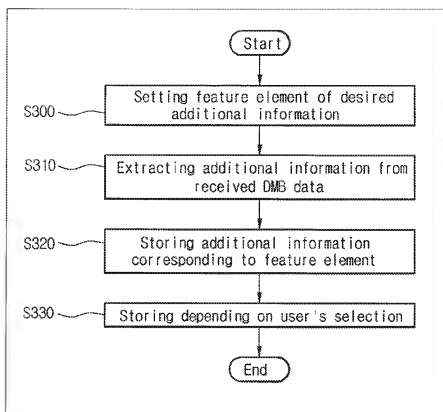 Start
S300
Setting feature element of desired
additional information
S310
Extracting additional information from
received DMB data
S320
Storing additional information
corresponding to feature element
S330
Storing depending on user's selection
End